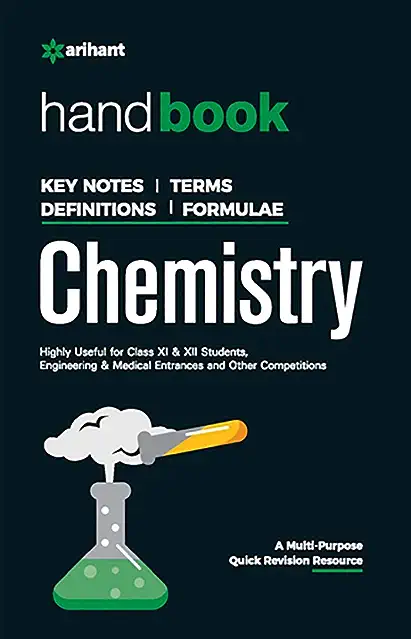 arihant
handbook
KEY NOTES | TERMS
DEFINITIONS | FORMULAE
Chemistry
Highly Useful for Class XI & XII Students,
Engineering & Medical Entrances and Other Competitions
A Multi-Purpose
Quick Revision Resource